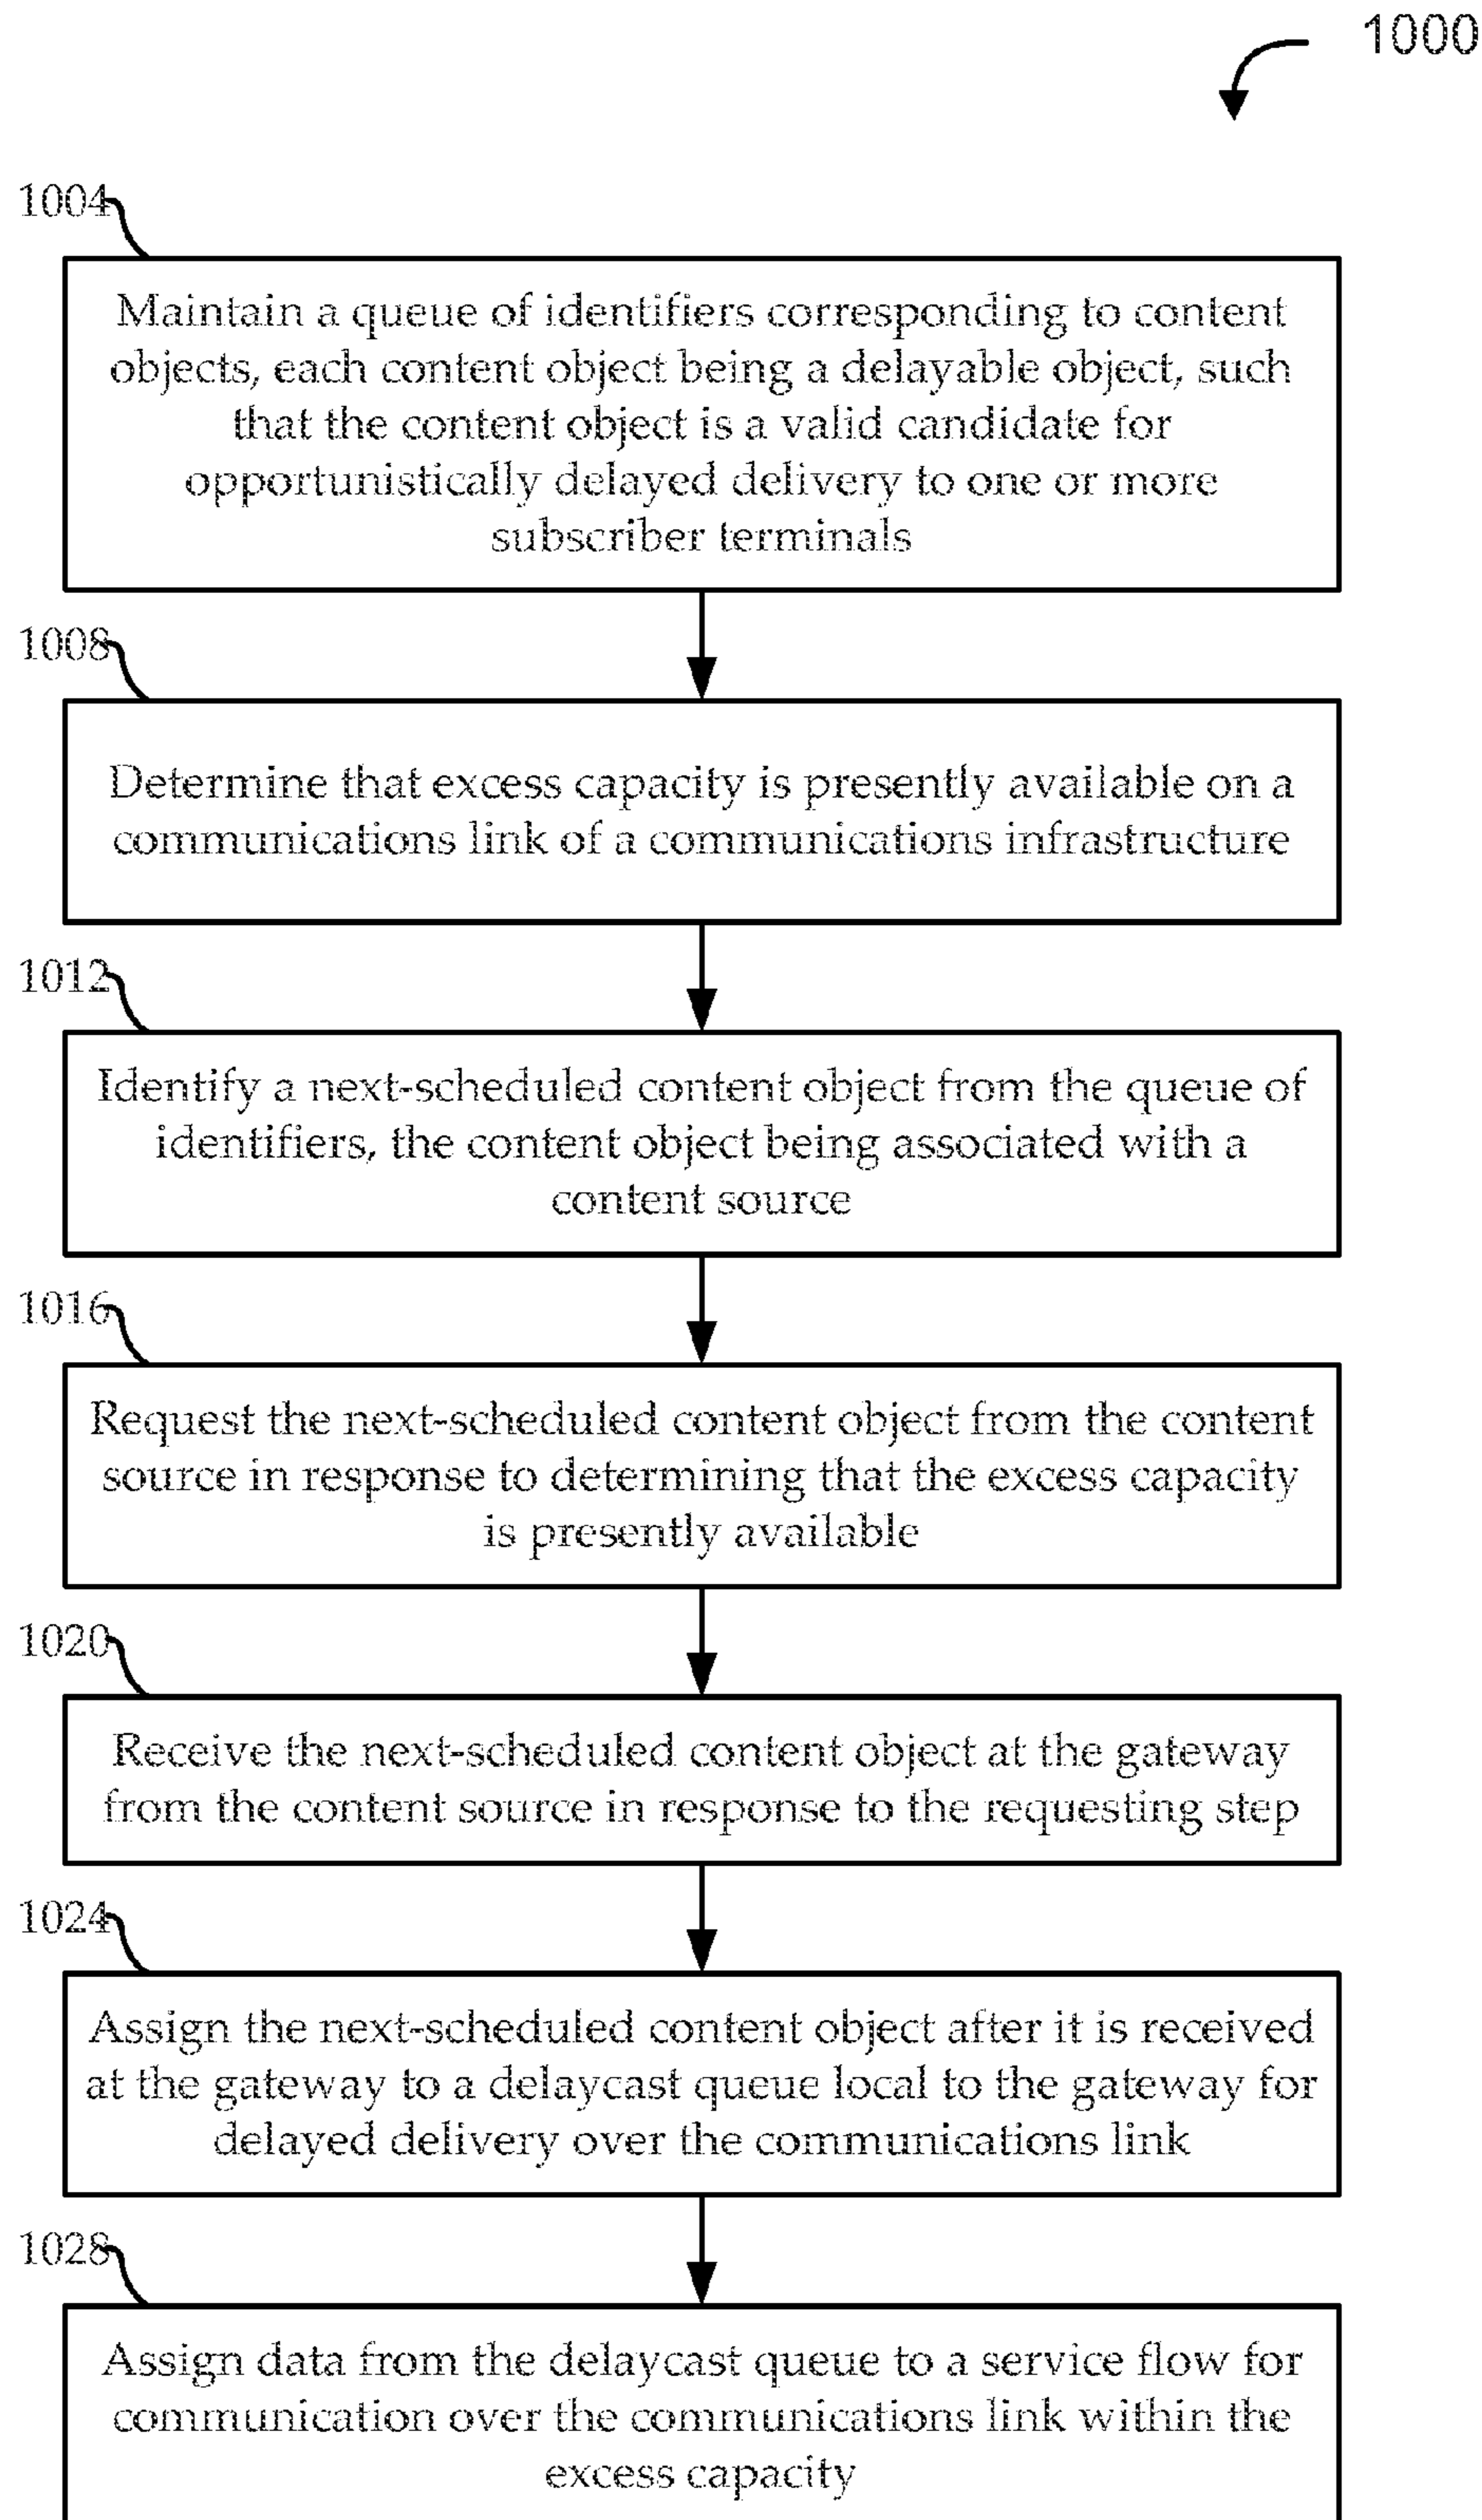 1000
1004
Maintain a queue of identifiers corresponding to content
objects, each content object being a delayable object, such
that the content object is a valid candidate for
opportunistically delayed delivery to one or more
subscriber terminals
1008
Determine that excess capacity is presently available on a
communications link of a communications infrastructure
1012
Identify a next-scheduled content object from the queue of
identifiers, the content object being associated with a
content source
1016
Request the next-scheduled content object from the content
source in response to determining that the excess capacity
is presently available
1020
Receive the next-scheduled content object at the gateway
from the content source in response to the requesting step
1024
Assign the next-scheduled content object after it is received
at the gateway to a delaycast queue local to the gateway for
delayed delivery over the communications link
1028
Assign data from the delaycast queue to a service flow for
communication over the communications link within the
excess capacity